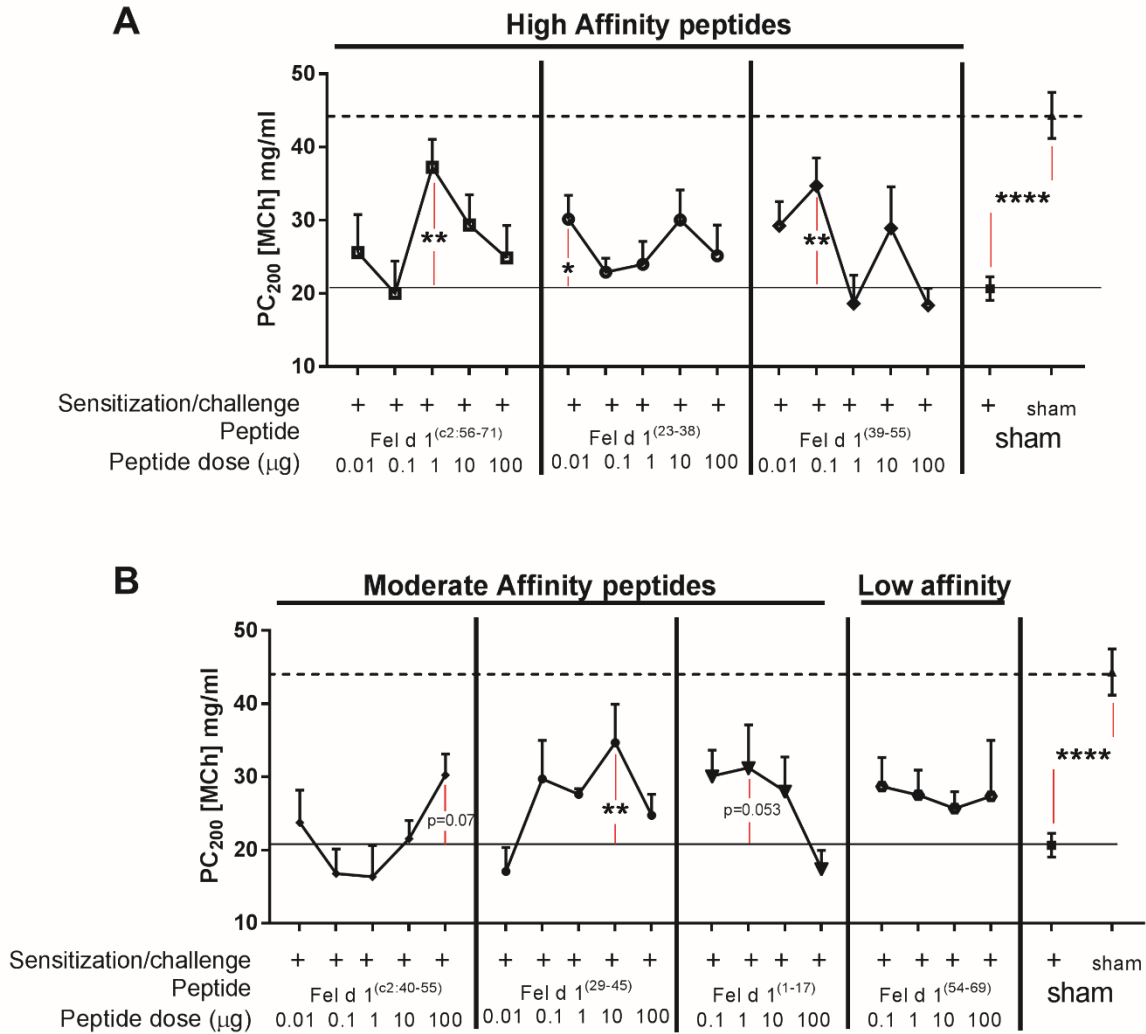 A
High Affinity peptides
50
40
30
20
10
PC200 [MCh] mg/ml
**
*
**
****
Sensitization/challenge + + + + + + + + + + + + + + + + sham
Peptide Fel d 1(c2:56-71) Fel d 1(23-38) Fel d 1(39-55) sham
Peptide dose (μg) 0.01 0.1 1 10 100 0.01 0.1 1 10 100 0.01 0.1 1 10 100
B
Moderate Affinity peptides Low affinity
50
40
30
20
10
PC200 [MCh] mg/ml
p=0.07
**
p=0.053
****
Sensitization/challenge + + + + + + + + + + + + + + + + + + + sham
Peptide Fel d 1(c2:40-55) Fel d 1(29-45) Fel d 1(1-17) Fel d 1(54-69) sham
Peptide dose (μg) 0.01 0.1 1 10 100 0.01 0.1 1 10 100 0.1 1 10 100 0.1 1 10 100